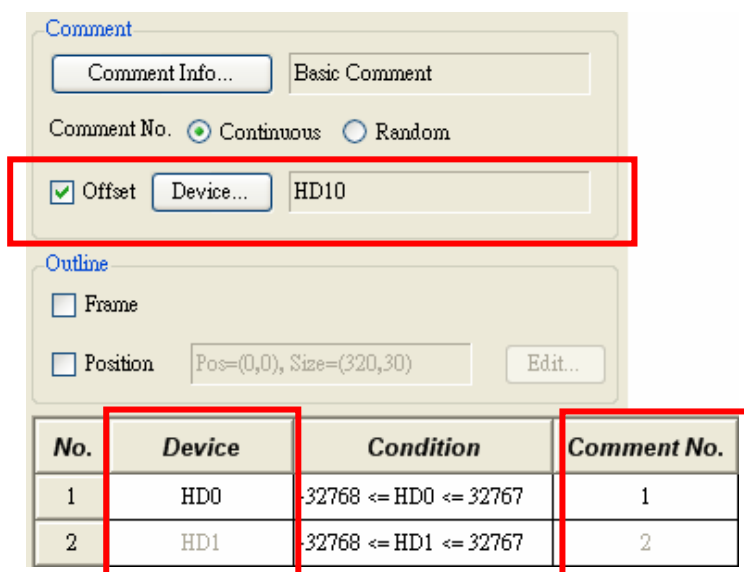 Comment
Comment Info... Basic Comment
Comment No. Continuous Random
Offset Device... HD10
Outline
Frame
Position Pos=(0,0), Size=(320,30) Edit...
No. Device Condition Comment No.
1 HD0 -32768 <= HD0 <= 32767 1
2 HD1 -32768 <= HD1 <= 32767 2